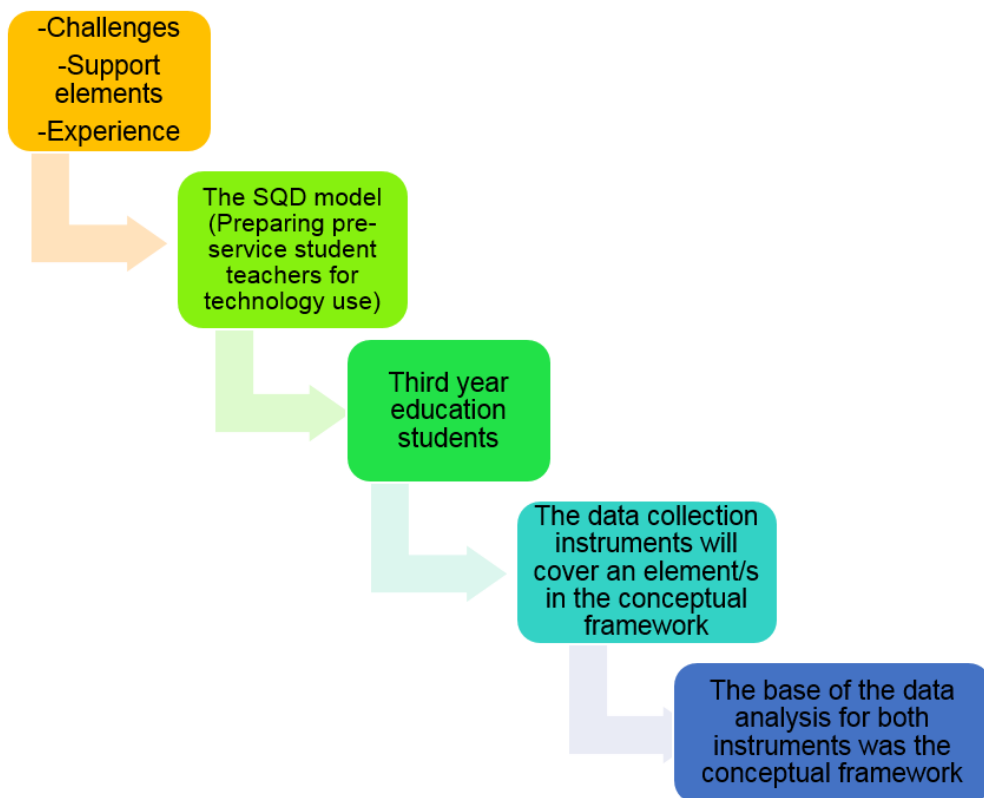 -Challenges
-Support
elements
-Experience
The SQD model
(Preparing pre-
service student
teachers for
technology use)
Third year
education
students
The data collection
instruments will
cover an element/s
in the conceptual
framework
The base of the data
analysis for both
instruments was the
conceptual framework